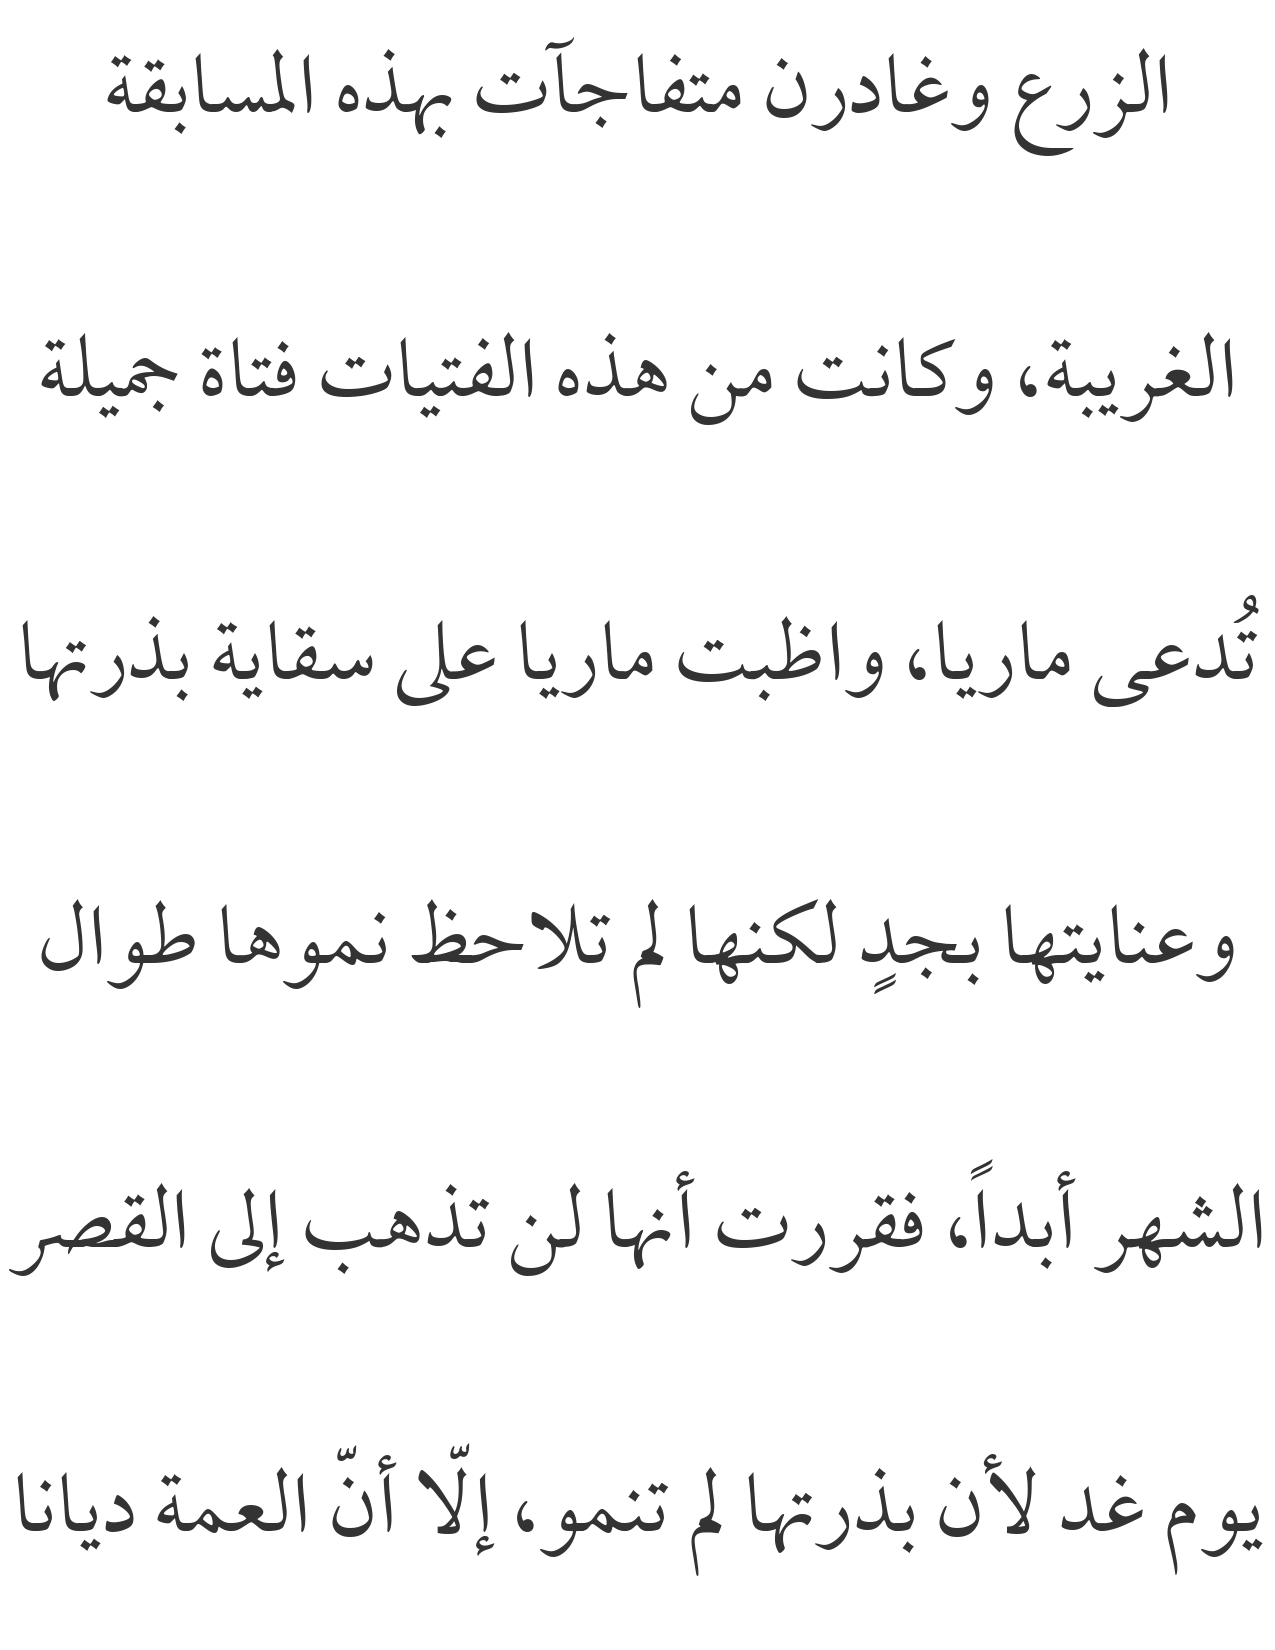 الزرع وغادرن متفاجآت بهذه المسابقة
الغريبة، وكانت من هذه الفتيات فتاة جميلة
تُدعى ماريا، واظبت ماريا على سقاية بذرتها
وعنايتها بجدٍ لكنها لم تلاحظ نموها طوال
الشهر أبداً، فقررت أنها لن تذهب إلى القصر
يوم غد لأن بذرتها لم تنمو، إلّا أنّ العمة ديانا